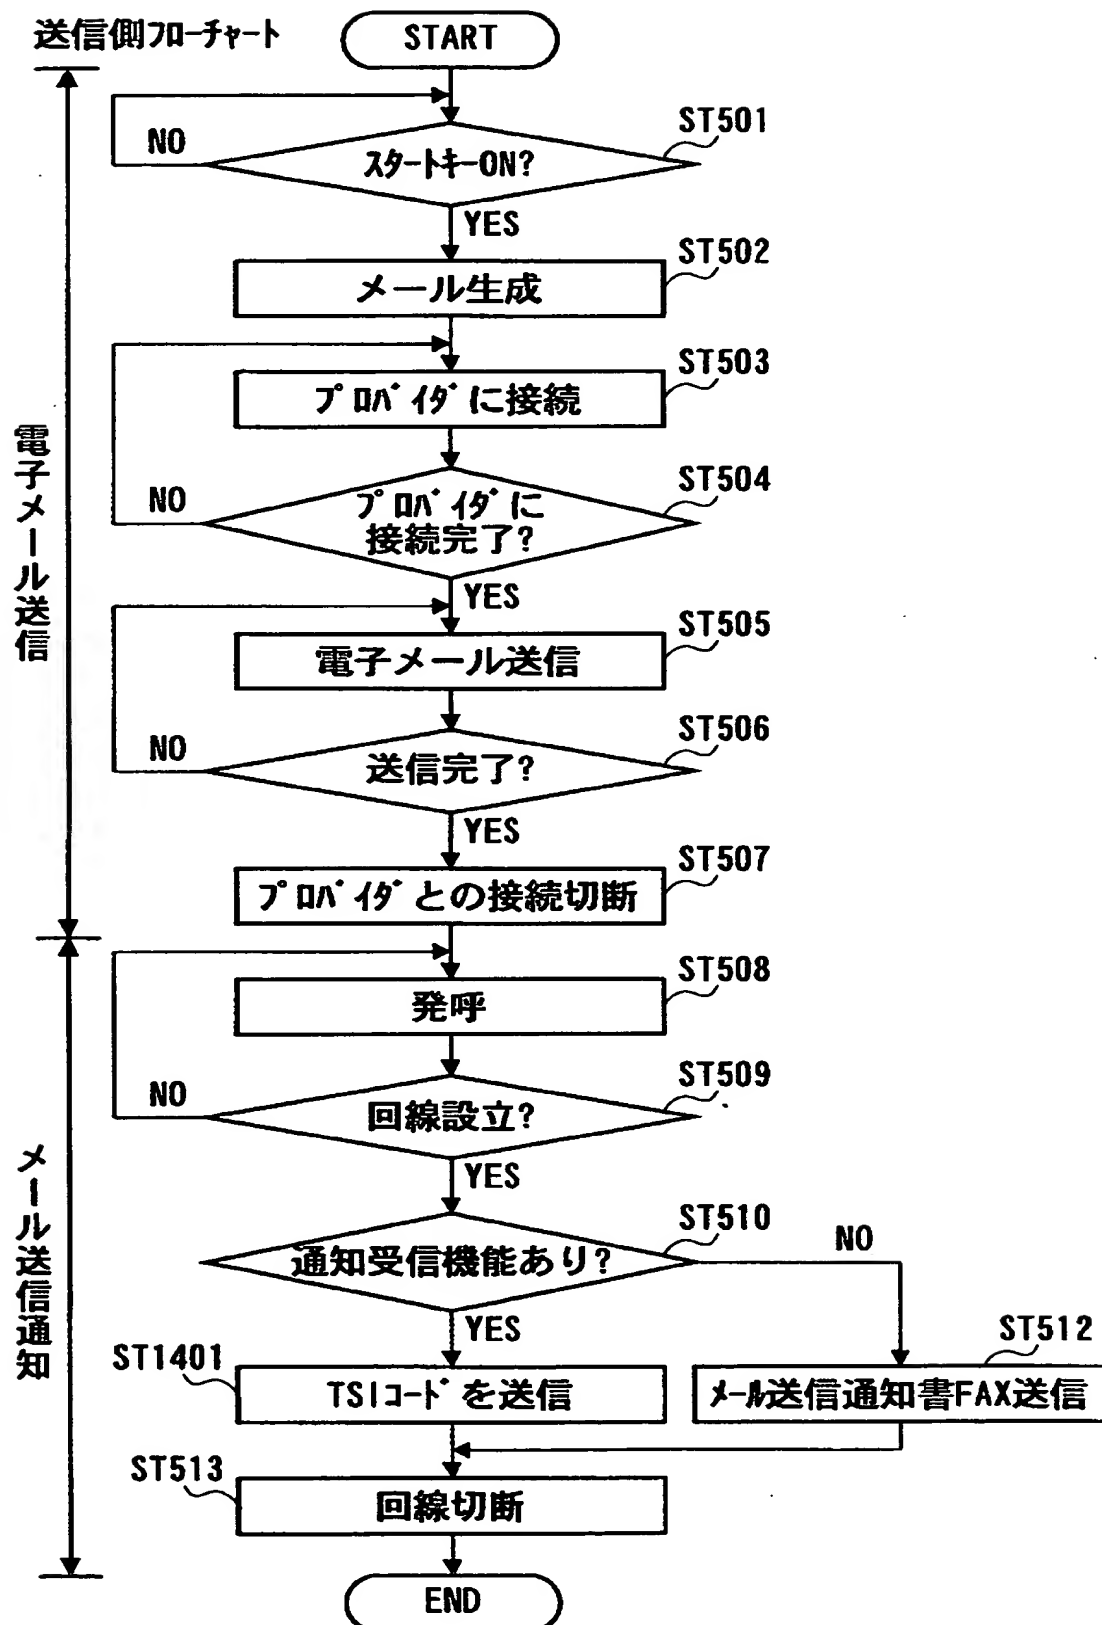 送信側フローチャート
START
ST501
NO
スタートキーON?
YES
ST502
メール生成
ST503
プロバイダに接続
電子メール送信
ST504
NO
プロバイダに
接続完了?
YES
ST505
電子メール送信
ST506
NO
送信完了?
YES
ST507
プロバイダとの接続切断
ST508
発呼
ST509
NO
回線設立?
YES
メール送信通知
ST510
NO
通知受信機能あり?
YES
ST1401
TSIコードを送信
ST512
メール送信通知書FAX送信
ST513
回線切断
END